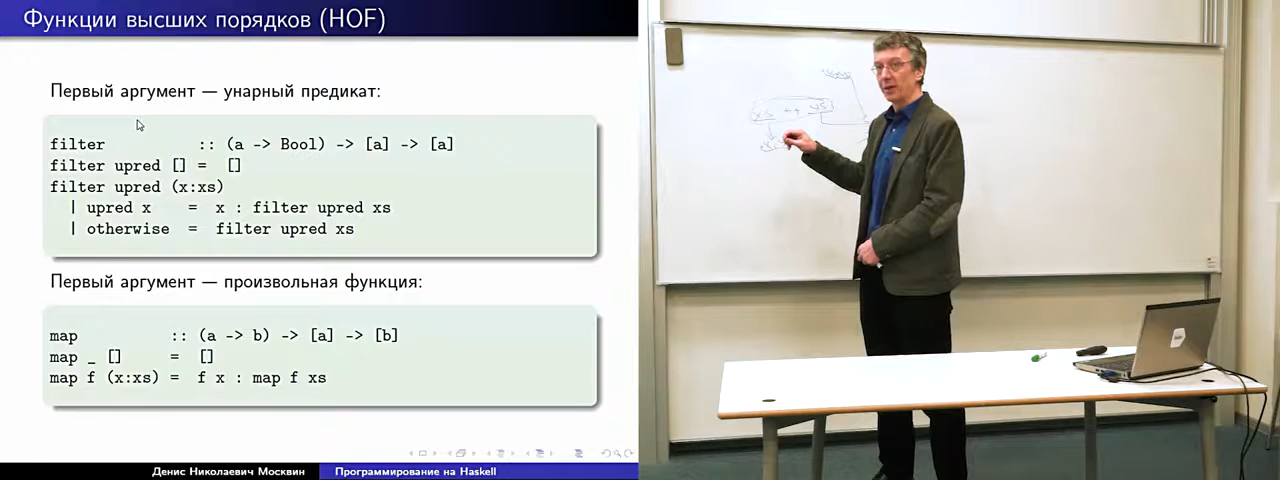 Функции высших порядков (HOF)
Первый аргумент — унарный предикат:
filter :: (a -> Bool) -> [a] -> [a]
filter upred [] = []
filter upred (x:xs)
| upred x = x : filter upred xs
| otherwise = filter upred xs
Первый аргумент — произвольная функция:
map :: (a -> b) -> [a] -> [b]
map _ [] = []
map f (x:xs) = f x : map f xs
Денис Николаевич Москвин
Программирование на Haskell
xs ++ ys